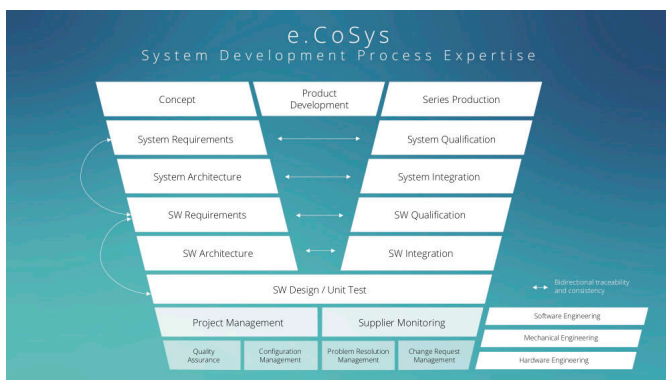 e.CoSys
System Development Process Expertise
Concept
Product
Development
Series Production
System Requirements
System Qualification
System Architecture
System Integration
SW Requirements
SW Qualification
SW Architecture
SW Integration
SW Design / Unit Test
Bidirectional traceability
and consistency
Project Management
Supplier Monitoring
Software Engineering
Mechanical Engineering
Hardware Engineering
Quality
Assurance
Configuration
Management
Problem Resolution
Management
Change Request
Management